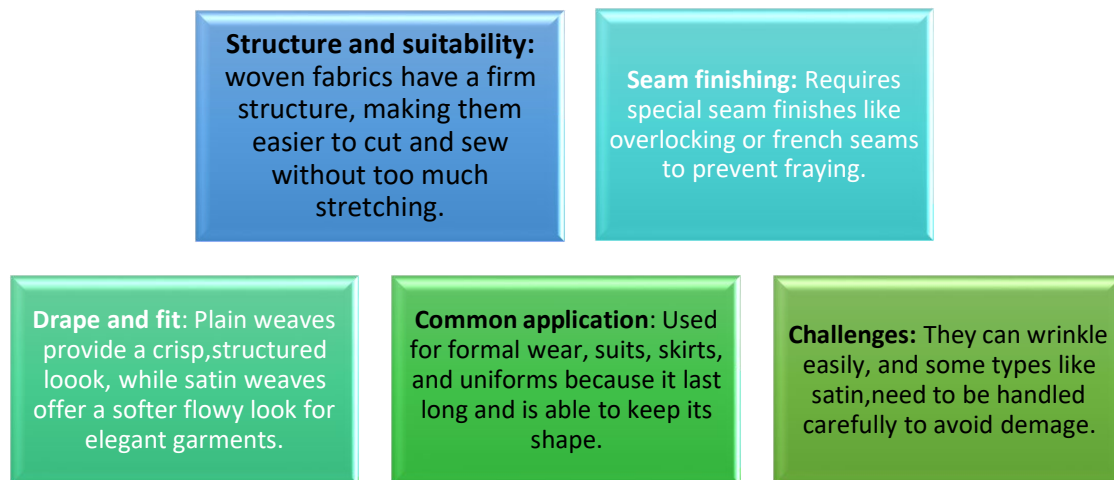 Structure and suitability:
woven fabrics have a firm
structure, making them
easier to cut and sew
without too much
stretching.
Seam finishing: Requires
special seam finishes like
overlocking or french seams
to prevent fraying.
Drape and fit: Plain weaves
provide a crisp,structured
loook, while satin weaves
offer a softer flowy look for
elegant garments.
Common application: Used
for formal wear, suits, skirts,
and uniforms because it last
long and is able to keep its
shape.
Challenges: They can wrinkle
easily, and some types like
satin,need to be handled
carefully to avoid demage.